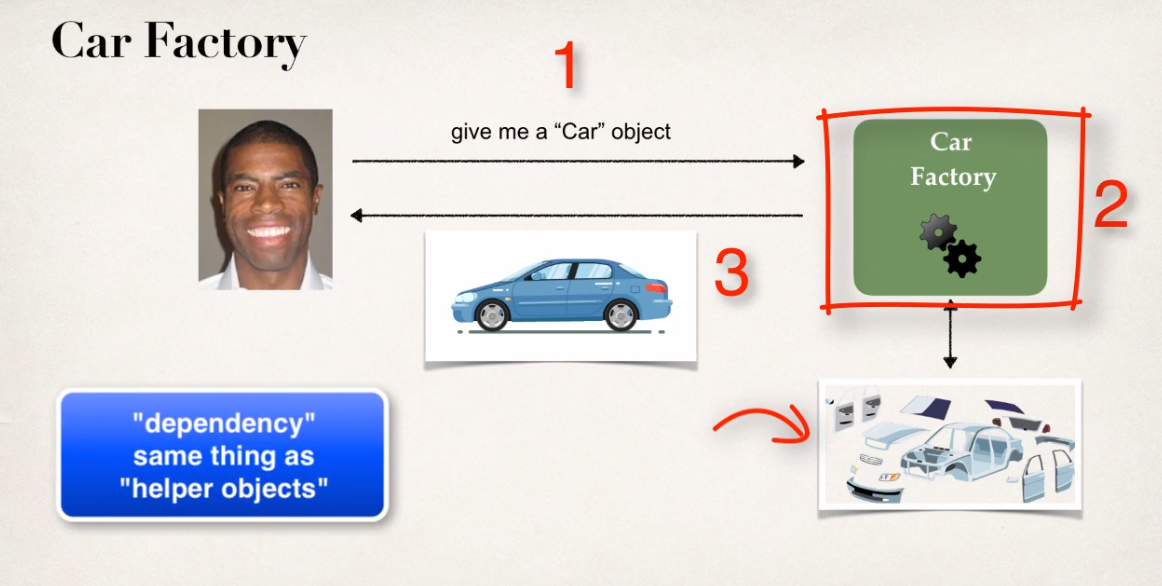 Car Factory
1
give me a “Car” object
Car
Factory
2
3
"dependency"
same thing as
"helper objects"